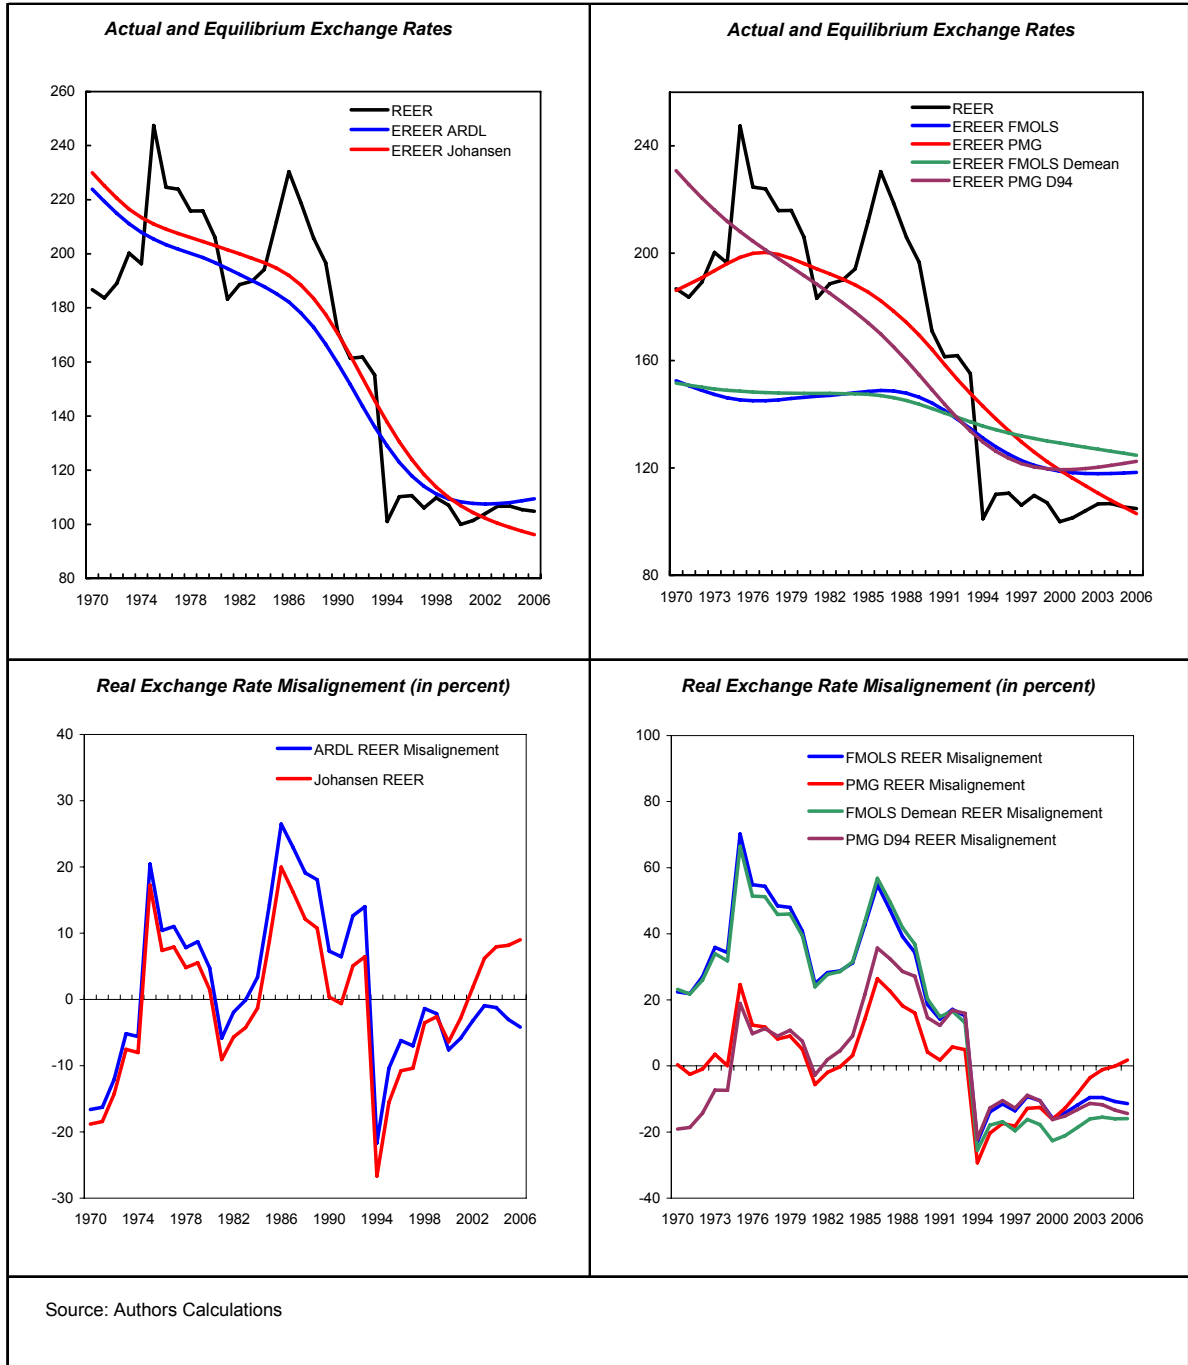 Actual and Equilibrium Exchange Rates
260
240
220
200
180
160
140
120
100
80
REER
EREER ARDL
EREER Johansen
1970 1974 1978 1982 1986 1990 1994 1998 2002 2006
Actual and Equilibrium Exchange Rates
240
200
160
120
80
REER
EREER FMOLS
EREER PMG
EREER FMOLS Demean
EREER PMG D94
1970 1973 1976 1979 1982 1985 1988 1991 1994 1997 2000 2003 2006
Real Exchange Rate Misalignement (in percent)
40
30
20
10
0
-10
-20
-30
ARDL REER Misalignement
Johansen REER
1970 1974 1978 1982 1986 1990 1994 1998 2002 2006
Real Exchange Rate Misalignement (in percent)
100
80
60
40
20
0
-20
-40
FMOLS REER Misalignement
PMG REER Misalignement
FMOLS Demean REER Misalignement
PMG D94 REER Misalignement
1970 1973 1976 1979 1982 1985 1988 1991 1994 1997 2000 2003 2006
Source: Authors Calculations